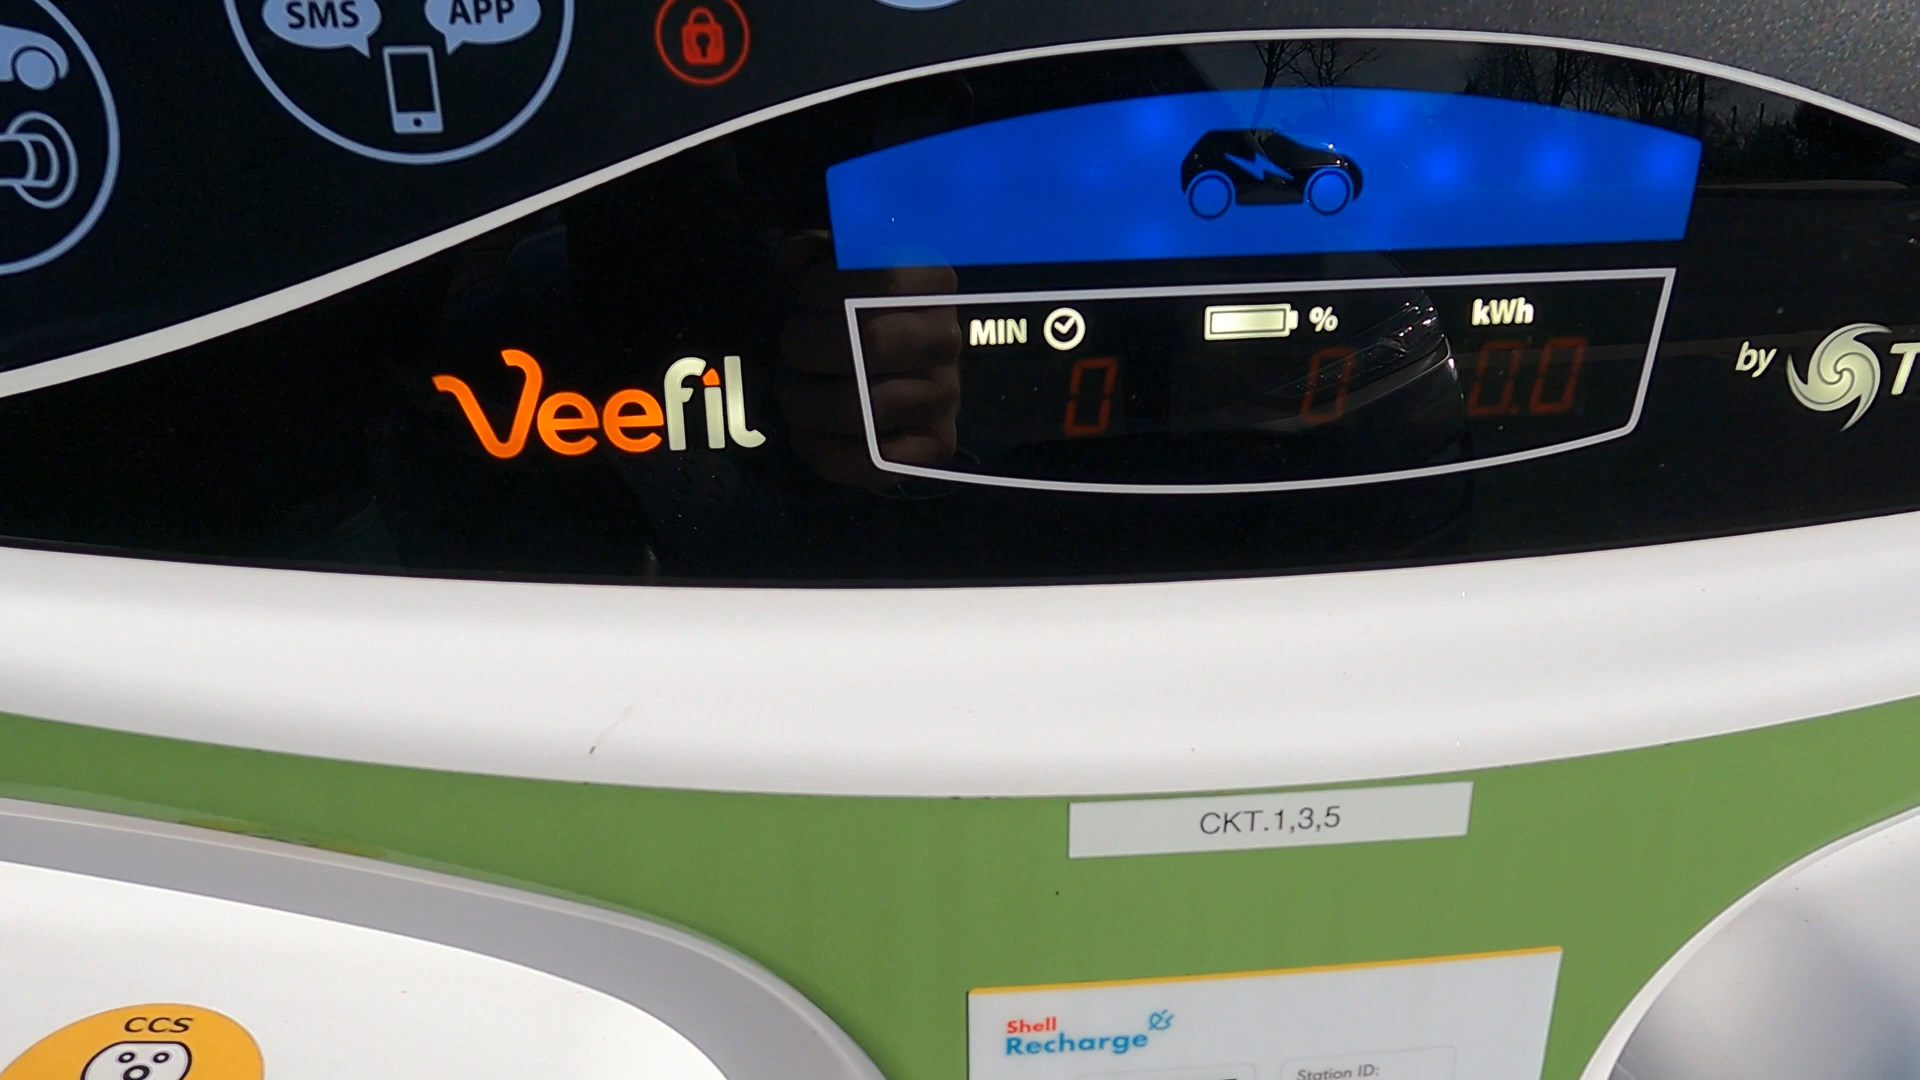 SMS
APP
MIN
%
kWh
0
0
0.0
Veefil
by T
CKT.1,3,5
CCS
Shell
Recharge
Station ID: